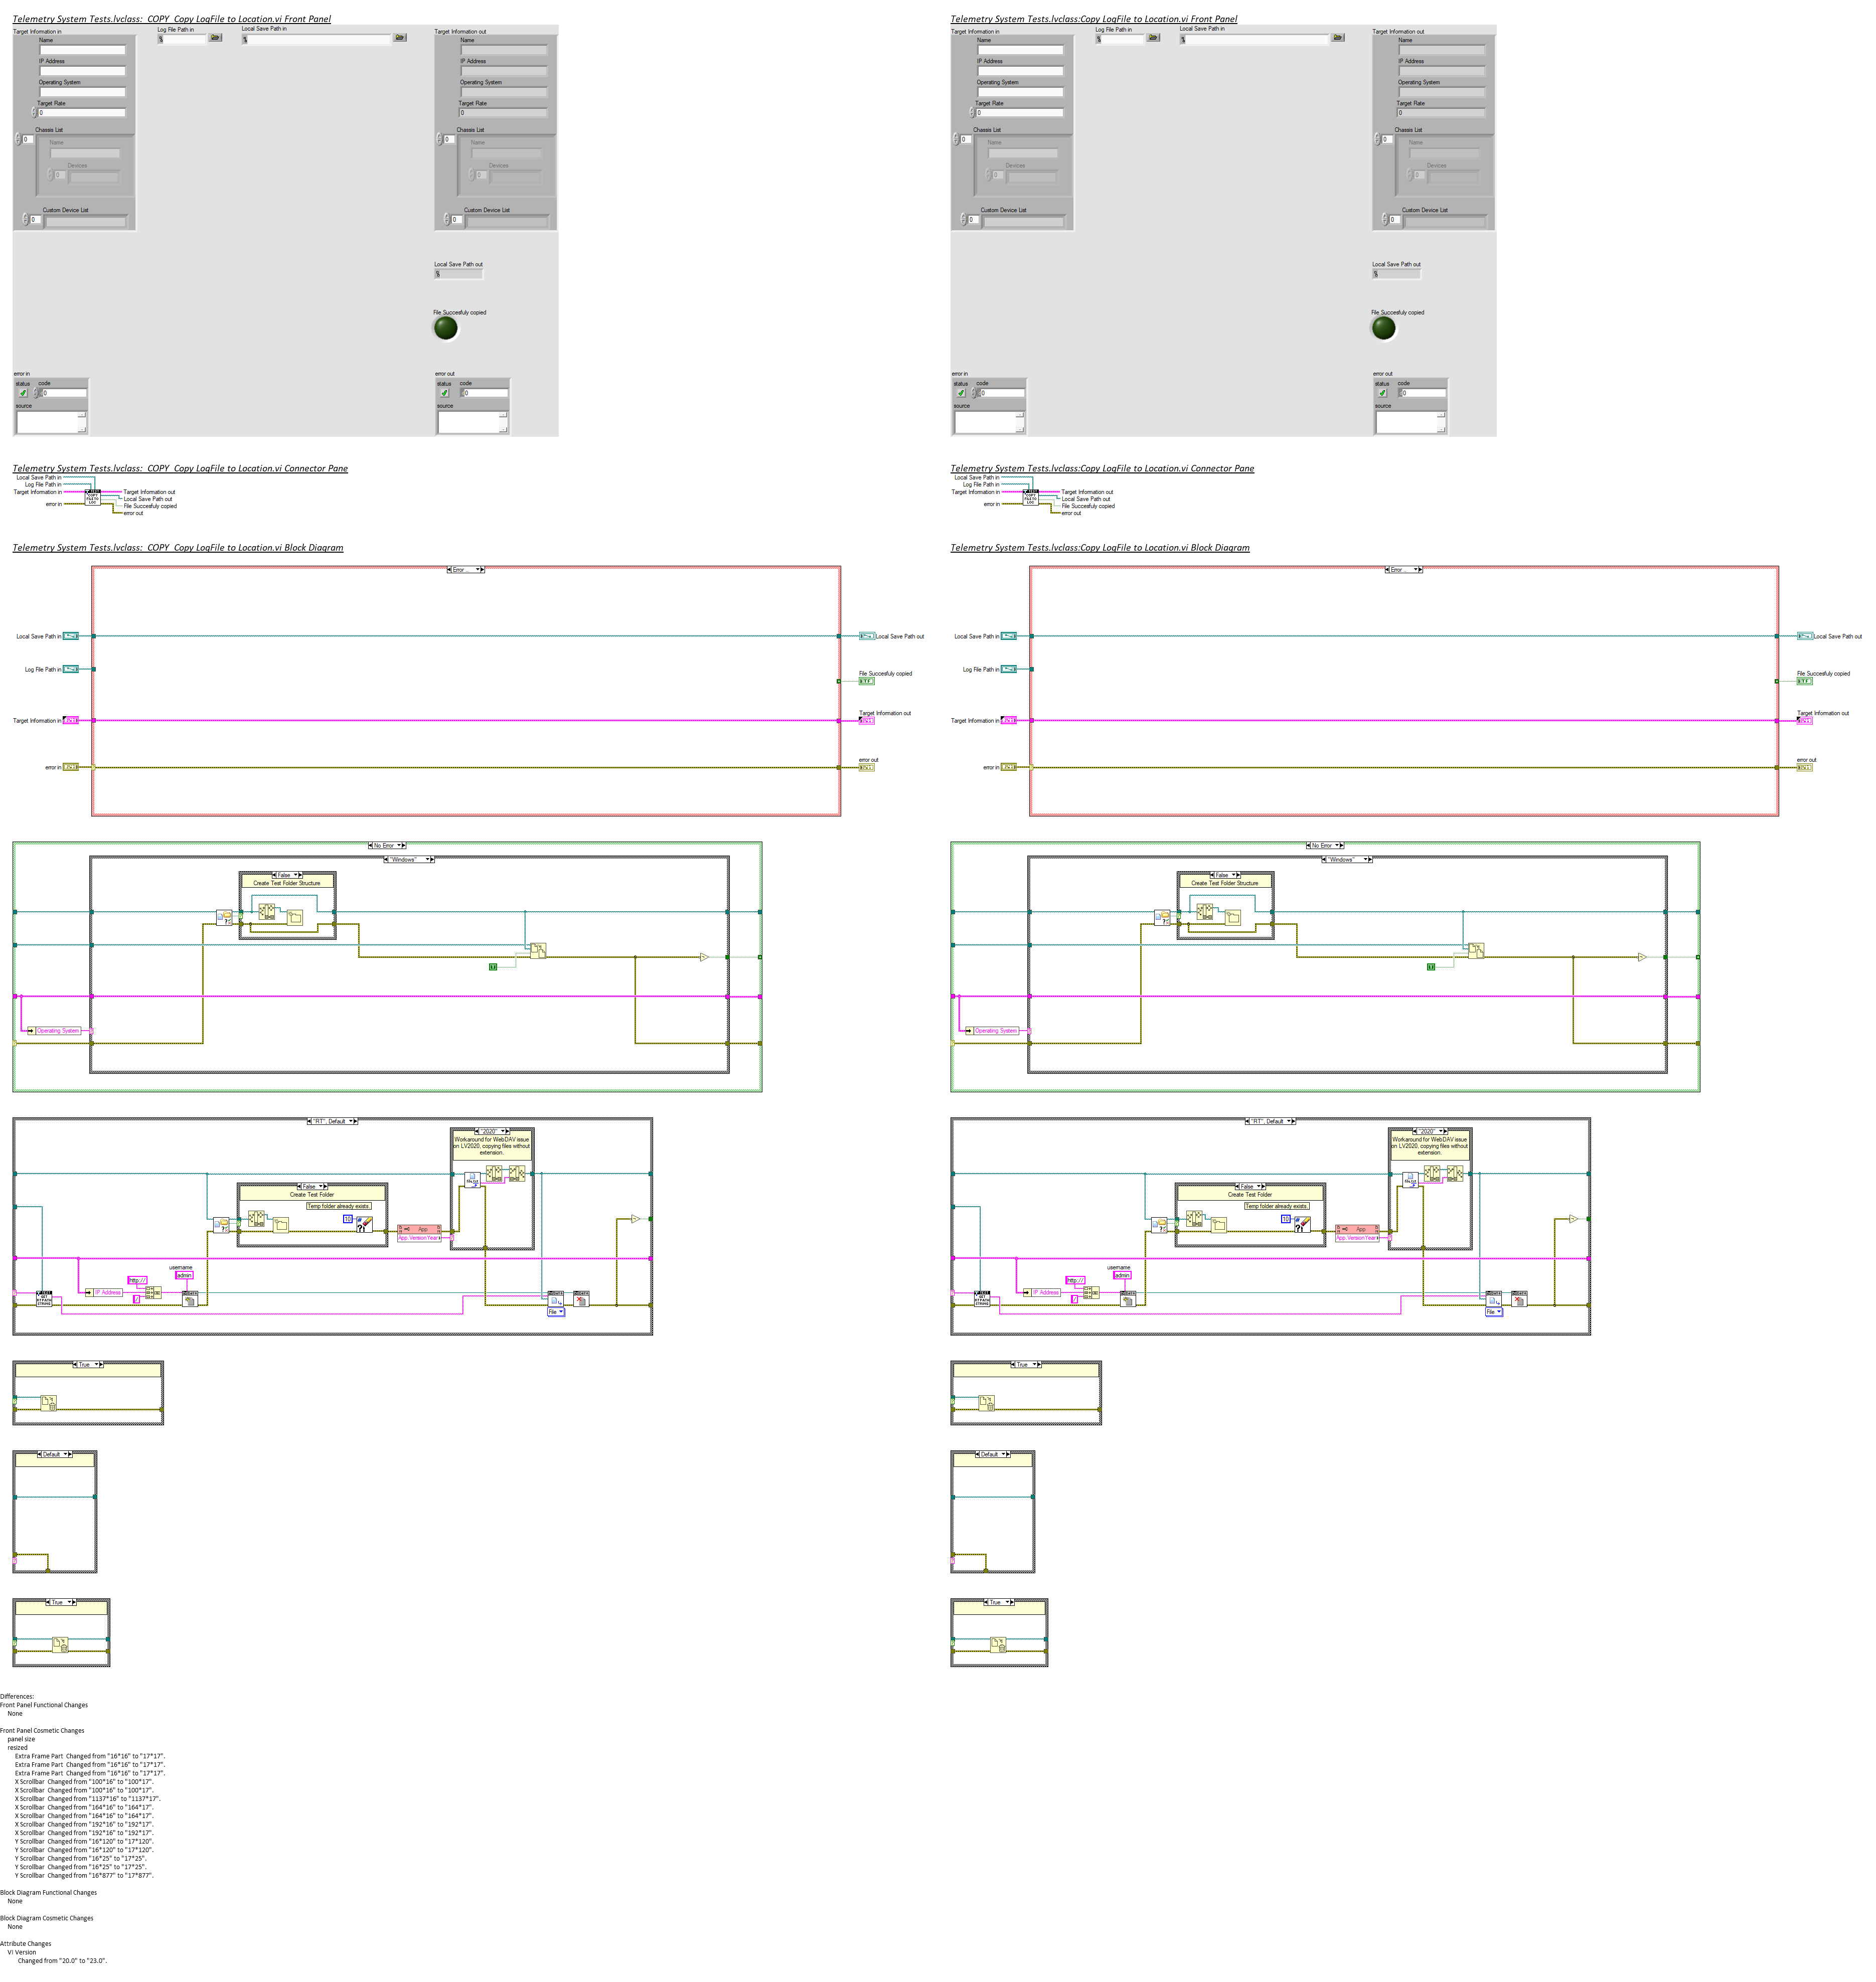 Telemetry System Tests.lvclass:_COPY_Copy LogFile to Location.vi Front Panel
Target Information in
Name
IP Address
Operating System
Target Rate
0
Chassis List
0
Name
Devices
0
Custom Device List
0
Log File Path in
Local Save Path in
Target Information out
Name
IP Address
Operating System
Target Rate
0
Chassis List
0
Name
Devices
0
Custom Device List
0
Local Save Path out
File Succesfuly copied
error in
status code
0
source
error out
status code
0
source
Telemetry System Tests.lvclass:Copy LogFile to Location.vi Front Panel
Target Information in
Name
IP Address
Operating System
Target Rate
0
Chassis List
0
Name
Devices
0
Custom Device List
0
Log File Path in
Local Save Path in
Target Information out
Name
IP Address
Operating System
Target Rate
0
Chassis List
0
Name
Devices
0
Custom Device List
0
Local Save Path out
File Succesfuly copied
error in
status code
0
source
error out
status code
0
source
Telemetry System Tests.lvclass:_COPY_Copy LogFile to Location.vi Connector Pane
Local Save Path in
Log File Path in
Target Information in
error in
Target Information out
Local Save Path out
File Succesfuly copied
error out
Telemetry System Tests.lvclass:Copy LogFile to Location.vi Connector Pane
Local Save Path in
Log File Path in
Target Information in
error in
Target Information out
Local Save Path out
File Succesfuly copied
error out
Telemetry System Tests.lvclass:_COPY_Copy LogFile to Location.vi Block Diagram
Error
Local Save Path in
Log File Path in
Target Information in
error in
Local Save Path out
File Succesfuly copied
Target Information out
error out
No Error
"Windows"
False
Create Test Folder Structure
Operating System
"RT", Default
"2020"
Workaround for WebDAV issue
on LV2020, copying files without
extension.
False
Create Test Folder
Temp folder already exists.
10
App
App.VersionYear
username
admin
http://
IP Address
/
File
True
Default
True
Telemetry System Tests.lvclass:Copy LogFile to Location.vi Block Diagram
Error
Local Save Path in
Log File Path in
Target Information in
error in
Local Save Path out
File Succesfuly copied
Target Information out
error out
No Error
"Windows"
False
Create Test Folder Structure
Operating System
"RT", Default
"2020"
Workaround for WebDAV issue
on LV2020, copying files without
extension.
False
Create Test Folder
Temp folder already exists.
10
App
App.VersionYear
username
admin
http://
IP Address
/
File
True
Default
True
Differences:
Front Panel Functional Changes
None
Front Panel Cosmetic Changes
panel size
resized
Extra Frame Part Changed from "16*16" to "17*17".
Extra Frame Part Changed from "16*16" to "17*17".
Extra Frame Part Changed from "16*16" to "17*17".
X Scrollbar Changed from "100*16" to "100*17".
X Scrollbar Changed from "100*16" to "100*17".
X Scrollbar Changed from "1137*16" to "1137*17".
X Scrollbar Changed from "164*16" to "164*17".
X Scrollbar Changed from "164*16" to "164*17".
X Scrollbar Changed from "192*16" to "192*17".
X Scrollbar Changed from "192*16" to "192*17".
Y Scrollbar Changed from "16*120" to "17*120".
Y Scrollbar Changed from "16*120" to "17*120".
Y Scrollbar Changed from "16*25" to "17*25".
Y Scrollbar Changed from "16*25" to "17*25".
Y Scrollbar Changed from "16*877" to "17*877".
Block Diagram Functional Changes
None
Block Diagram Cosmetic Changes
None
Attribute Changes
VI Version
Changed from "20.0" to "23.0".